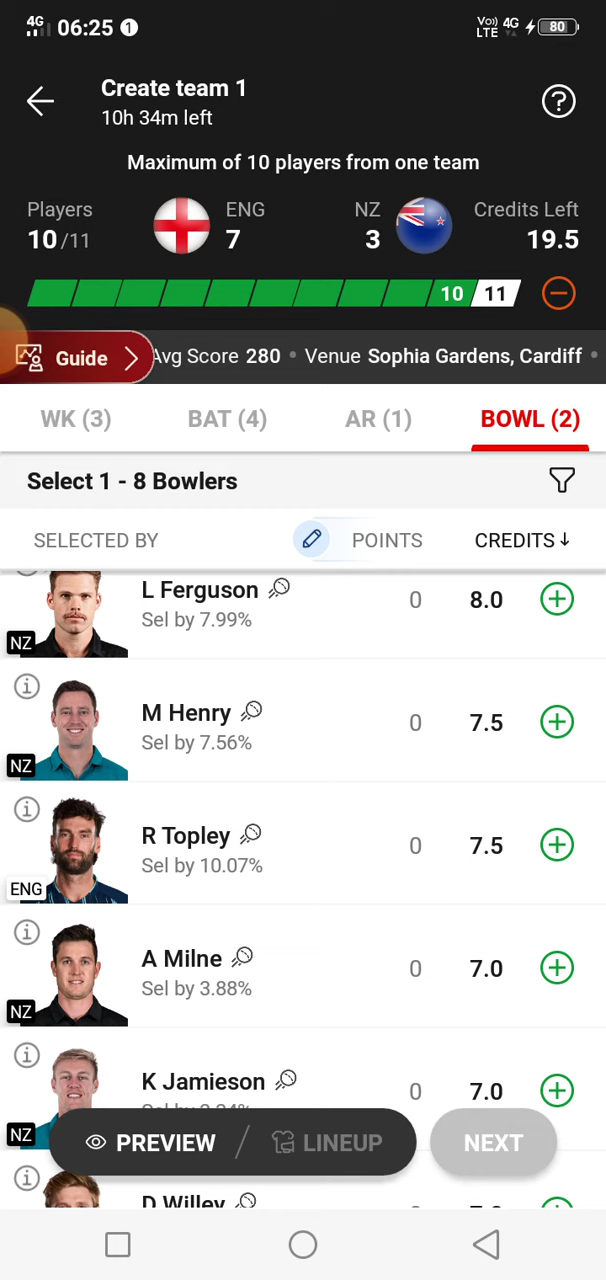 4G 06:25 1 Vo) LTE 4G 80
Create team 1
10h 34m left
Maximum of 10 players from one team
Players ENG NZ Credits Left
10/11 7 3 19.5
10 11
Guide Avg Score 280 • Venue Sophia Gardens, Cardiff •
WK (3) BAT (4) AR (1) BOWL (2)
Select 1 - 8 Bowlers
SELECTED BY POINTS CREDITS ↓
L Ferguson 0 8.0
Sel by 7.99%
NZ
M Henry 0 7.5
Sel by 7.56%
NZ
R Topley 0 7.5
Sel by 10.07%
ENG
A Milne 0 7.0
Sel by 3.88%
NZ
K Jamieson 0 7.0
NZ
PREVIEW / LINEUP NEXT
D Willey